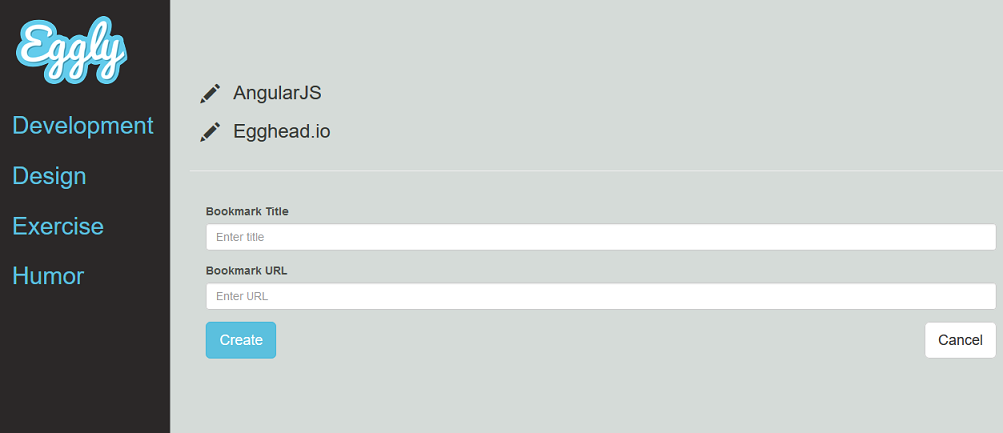 Eggly
Development
Design
Exercise
Humor
AngularJS
Egghead.io
Bookmark Title
Enter title
Bookmark URL
Enter URL
Create
Cancel